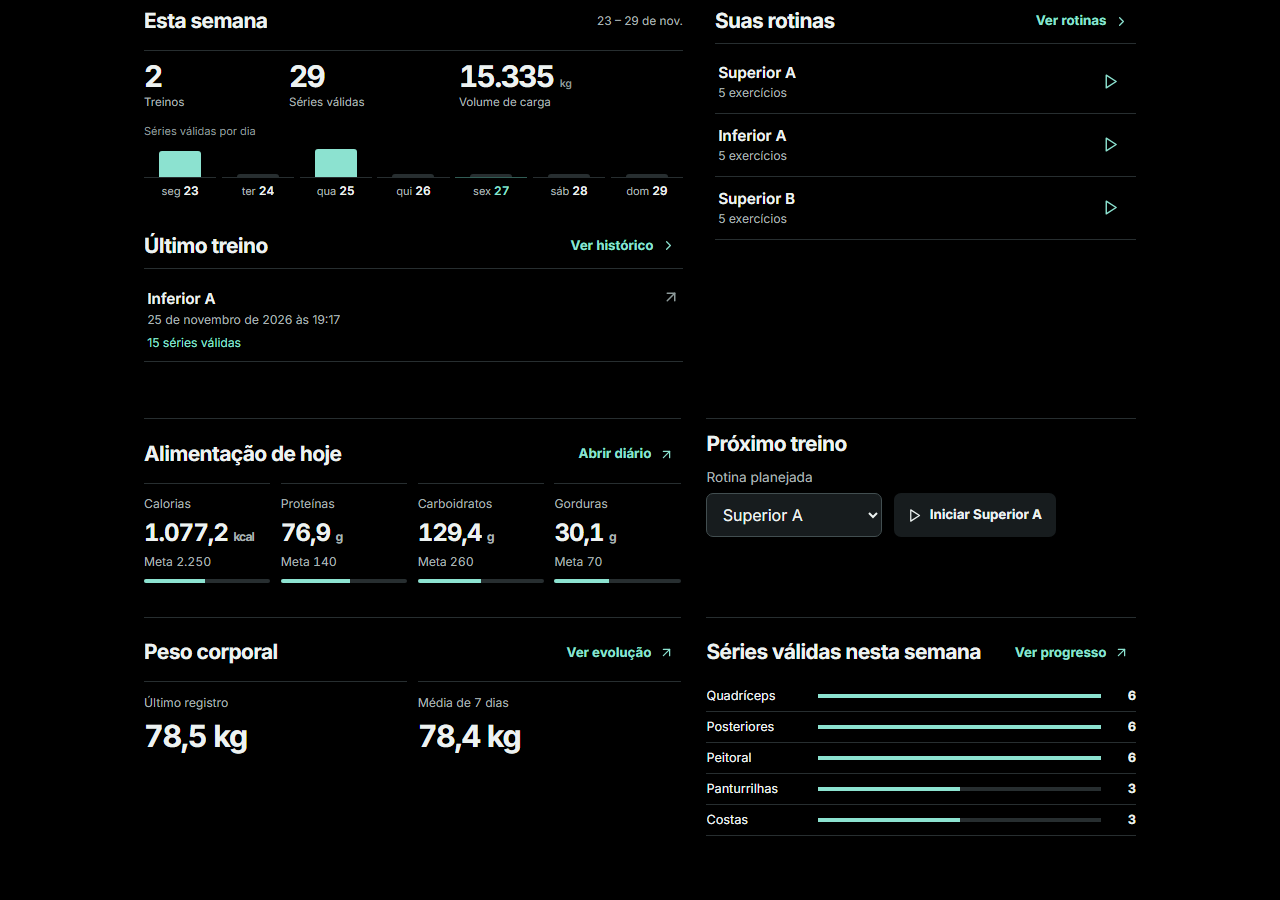 Esta semana
23 – 29 de nov.
2
Treinos
29
Séries válidas
15.335 kg
Volume de carga
Séries válidas por dia
seg 23
ter 24
qua 25
qui 26
sex 27
sáb 28
dom 29
Último treino
Ver histórico
Inferior A
25 de novembro de 2026 às 19:17
15 séries válidas
Suas rotinas
Ver rotinas
Superior A
5 exercícios
Inferior A
5 exercícios
Superior B
5 exercícios
Alimentação de hoje
Abrir diário
Calorias
1.077,2 kcal
Meta 2.250
Proteínas
76,9 g
Meta 140
Carboidratos
129,4 g
Meta 260
Gorduras
30,1 g
Meta 70
Próximo treino
Rotina planejada
Superior A
Iniciar Superior A
Peso corporal
Ver evolução
Último registro
78,5 kg
Média de 7 dias
78,4 kg
Séries válidas nesta semana
Ver progresso
Quadríceps 6
Posteriores 6
Peitoral 6
Panturrilhas 3
Costas 3